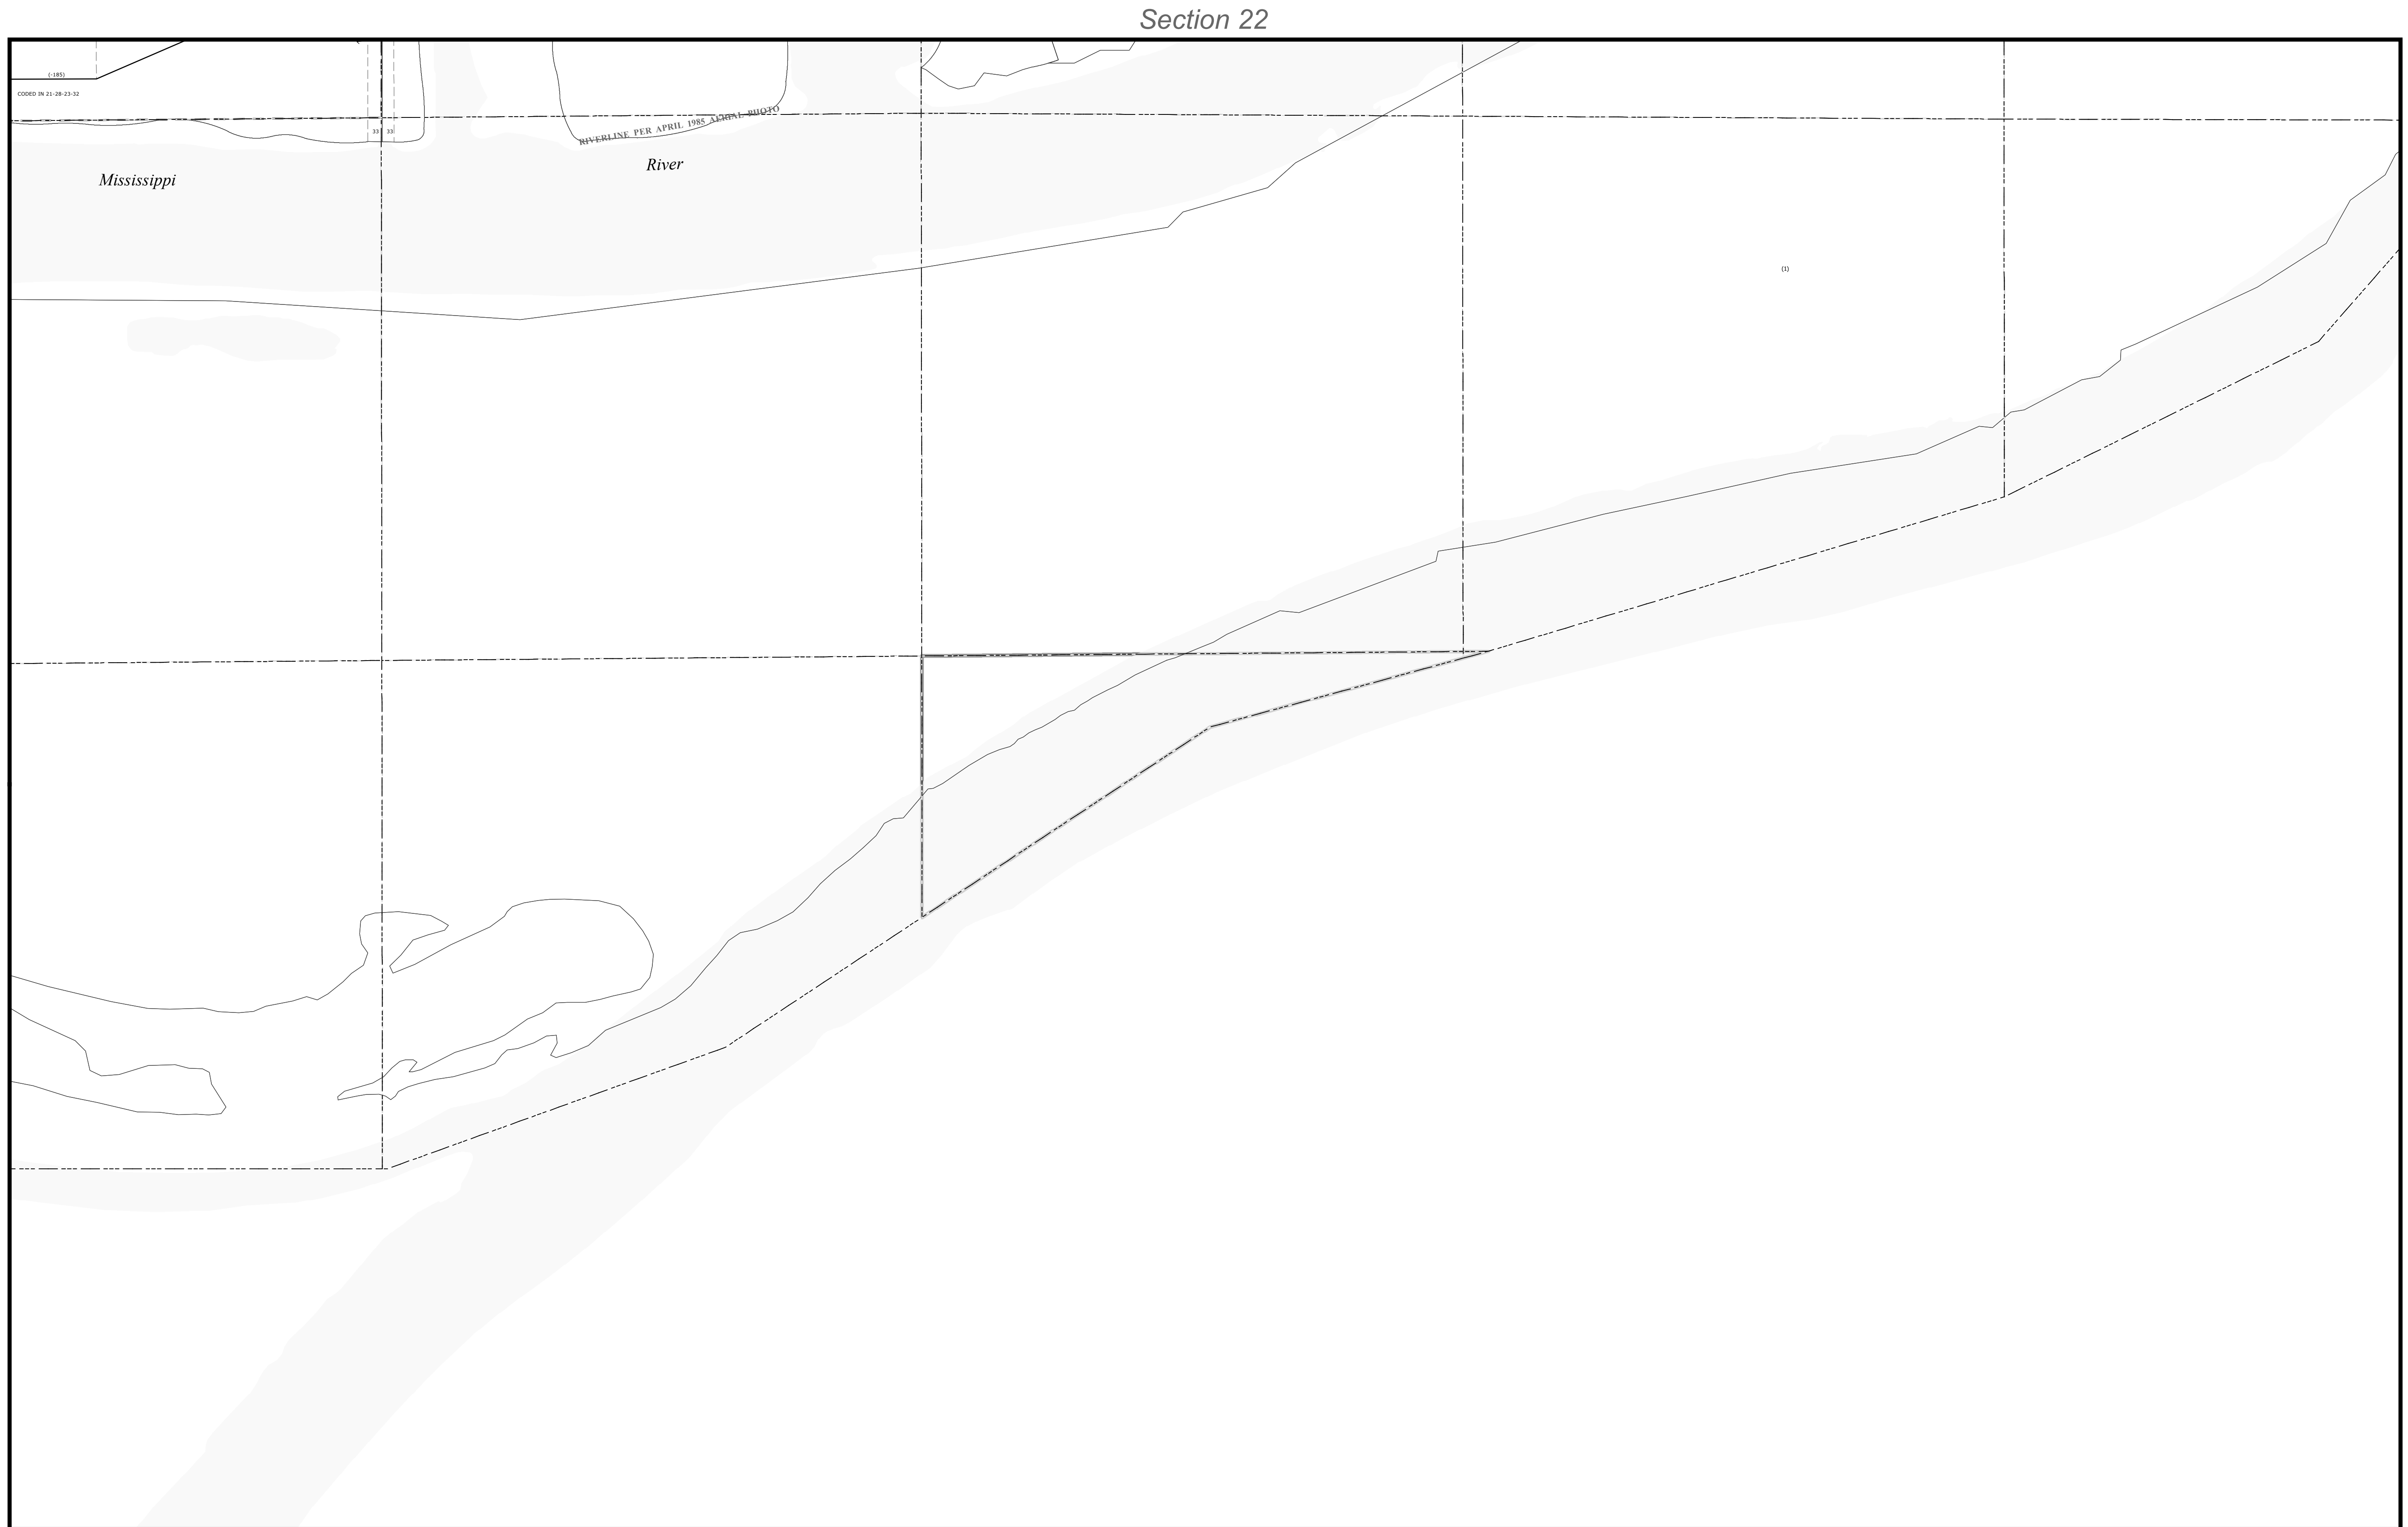 Section 22
(-185)
CODED IN 21-28-23-32
33 33
RIVERLINE PER APRIL 1985 AERIAL PHOTO
River
Mississippi
(1)